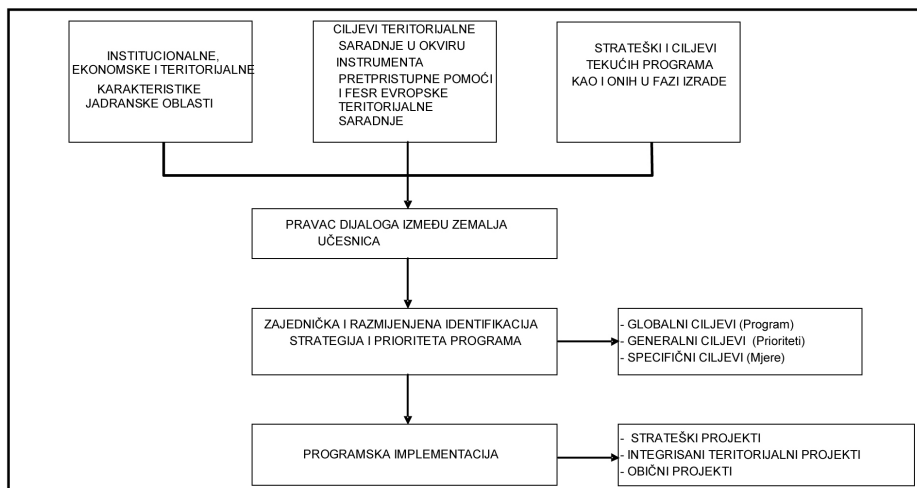 INSTITUCIONALNE,
EKONOMSKE I TERITORIJALNE
KARAKTERISTIKE
JADRANSKE OBLASTI
CILJEVI TERITORIJALNE
SARADNJE U OKVIRU
INSTRUMENTA
PRETPRISTUPNE POMOĆI
I FESR EVROPSKE
TERITORIJALNE
SARADNJE
STRATEŠKI I CILJEVI
TEKUĆIH PROGRAMA
KAO I ONIH U FAZI IZRADE
PRAVAC DIJALOGA IZMEĐU ZEMALJA
UČESNICA
ZAJEDNIČKA I RAZMIJENJENA IDENTIFIKACIJA
STRATEGIJA I PRIORITETA PROGRAMA
- GLOBALNI CILJEVI (Program)
- GENERALNI CILJEVI (Prioriteti)
- SPECIFIČNI CILJEVI (Mjere)
PROGRAMSKA IMPLEMENTACIJA
- STRATEŠKI PROJEKTI
- INTEGRISANI TERITORIJALNI PROJEKTI
- OBIČNI PROJEKTI